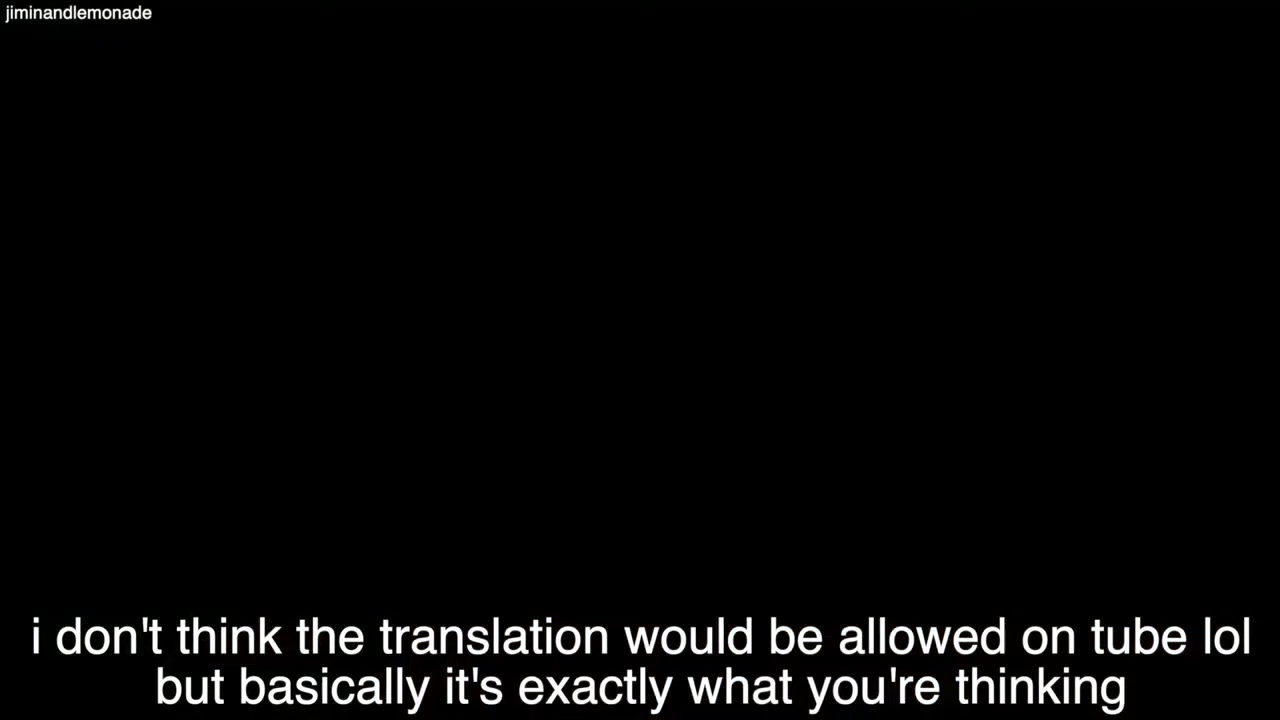 jiminandlemonade
i don't think the translation would be allowed on tube lol
but basically it's exactly what you're thinking